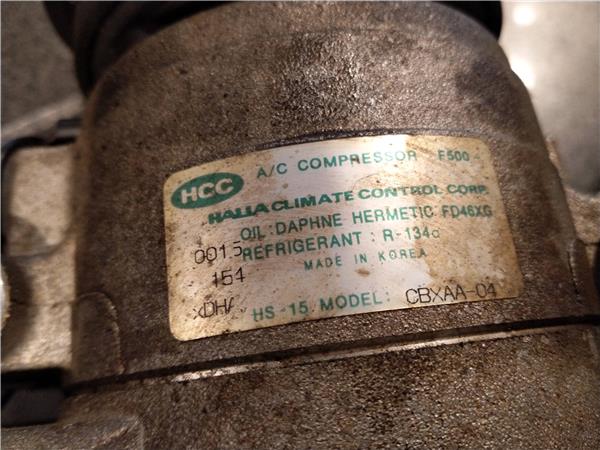 HCC
A/C COMPRESSOR F500-
HALLA CLIMATE CONTROL CORP.
OIL : DAPHNE HERMETIC FD46XG
0015 REFRIGERANT : R-134a
154 MADE IN KOREA
HS-15 MODEL: CBXAA-04